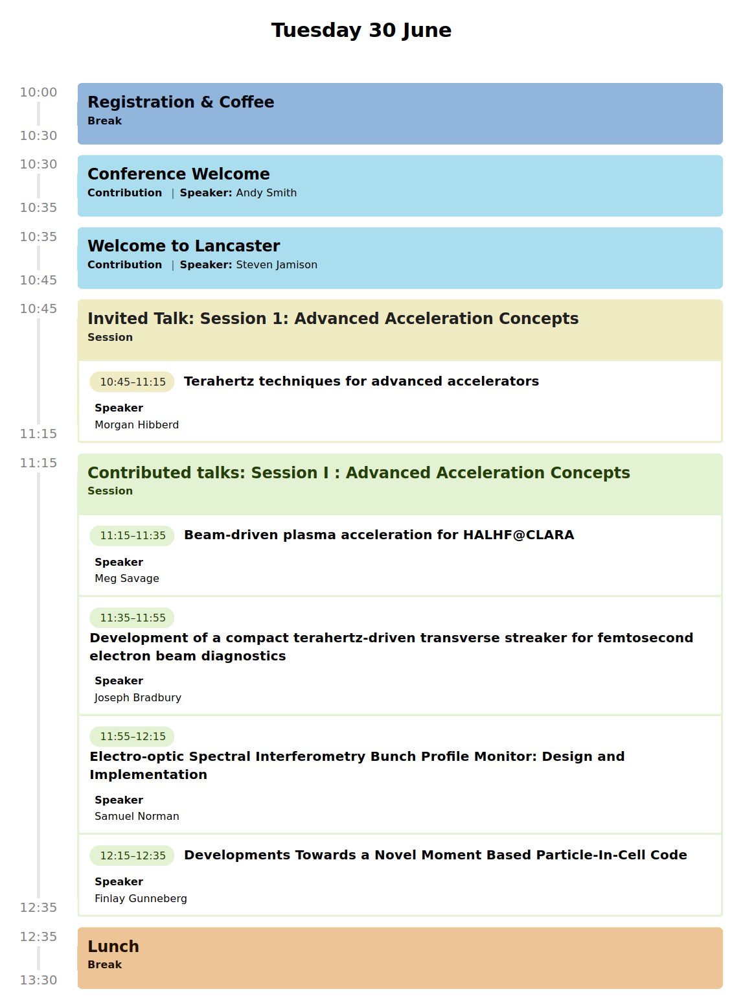 Tuesday 30 June
10:00
Registration & Coffee
Break
10:30
10:30
Conference Welcome
Contribution | Speaker: Andy Smith
10:35
10:35
Welcome to Lancaster
Contribution | Speaker: Steven Jamison
10:45
10:45
Invited Talk: Session 1: Advanced Acceleration Concepts
Session
10:45–11:15 Terahertz techniques for advanced accelerators
Speaker
Morgan Hibberd
11:15
11:15
Contributed talks: Session I : Advanced Acceleration Concepts
Session
11:15–11:35 Beam-driven plasma acceleration for HALHF@CLARA
Speaker
Meg Savage
11:35–11:55
Development of a compact terahertz-driven transverse streaker for femtosecond
electron beam diagnostics
Speaker
Joseph Bradbury
11:55–12:15
Electro-optic Spectral Interferometry Bunch Profile Monitor: Design and
Implementation
Speaker
Samuel Norman
12:15–12:35 Developments Towards a Novel Moment Based Particle-In-Cell Code
Speaker
Finlay Gunneberg
12:35
12:35
Lunch
Break
13:30